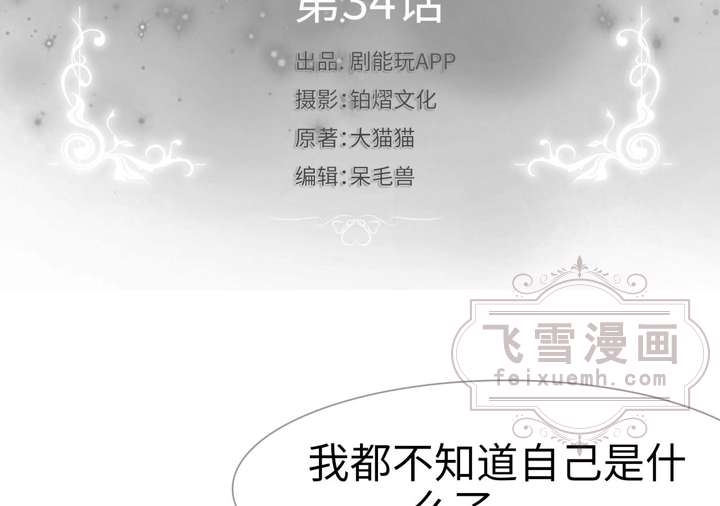 第34话
出品: 剧能玩APP
摄影: 铂熠文化
原著: 大猫猫
编辑: 呆毛兽
飞雪漫画
feixuemh.com
我都不知道自己是什
么了